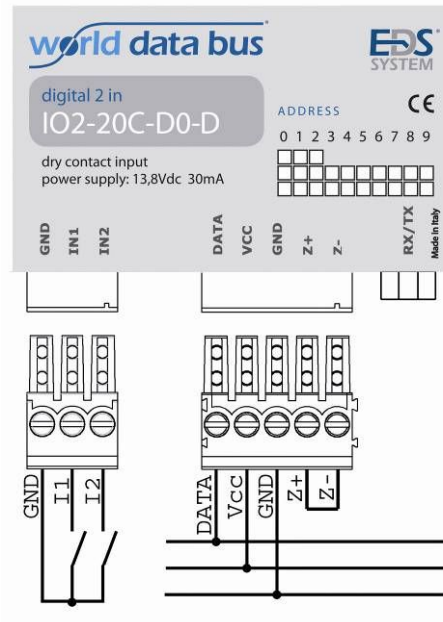 world data bus
EDS
SYSTEM
digital 2 in
IO2-20C-D0-D
ADDRESS
CE
0 1 2 3 4 5 6 7 8 9
dry contact input
power supply: 13,8Vdc 30mA
GND
IN1
IN2
DATA
VCC
GND
Z+
Z-
RX/TX
Made in Italy
GND
I1
I2
DATA
Vcc
GND
Z+
Z-